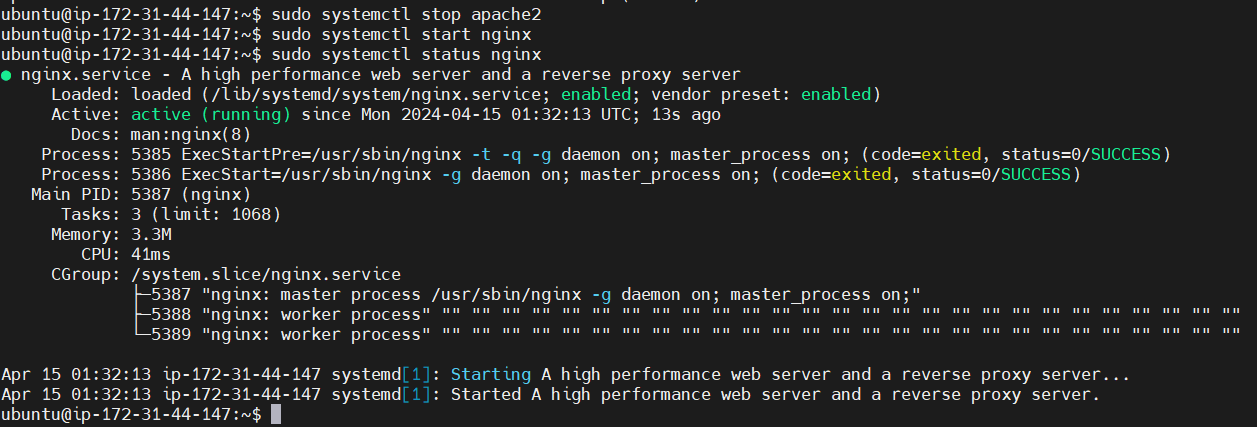 ubuntu@ip-172-31-44-147:~$ sudo systemctl stop apache2
ubuntu@ip-172-31-44-147:~$ sudo systemctl start nginx
ubuntu@ip-172-31-44-147:~$ sudo systemctl status nginx
● nginx.service - A high performance web server and a reverse proxy server
     Loaded: loaded (/lib/systemd/system/nginx.service; enabled; vendor preset: enabled)
     Active: active (running) since Mon 2024-04-15 01:32:13 UTC; 13s ago
       Docs: man:nginx(8)
    Process: 5385 ExecStartPre=/usr/sbin/nginx -t -q -g daemon on; master_process on; (code=exited, status=0/SUCCESS)
    Process: 5386 ExecStart=/usr/sbin/nginx -g daemon on; master_process on; (code=exited, status=0/SUCCESS)
   Main PID: 5387 (nginx)
      Tasks: 3 (limit: 1068)
     Memory: 3.3M
        CPU: 41ms
     CGroup: /system.slice/nginx.service
             ├─5387 "nginx: master process /usr/sbin/nginx -g daemon on; master_process on;"
             ├─5388 "nginx: worker process" "" "" "" "" "" "" "" "" "" "" "" "" "" "" "" "" "" "" "" "" "" "" "" "" "" "" ""
             └─5389 "nginx: worker process" "" "" "" "" "" "" "" "" "" "" "" "" "" "" "" "" "" "" "" "" "" "" "" "" "" "" ""

Apr 15 01:32:13 ip-172-31-44-147 systemd[1]: Starting A high performance web server and a reverse proxy server...
Apr 15 01:32:13 ip-172-31-44-147 systemd[1]: Started A high performance web server and a reverse proxy server.
ubuntu@ip-172-31-44-147:~$